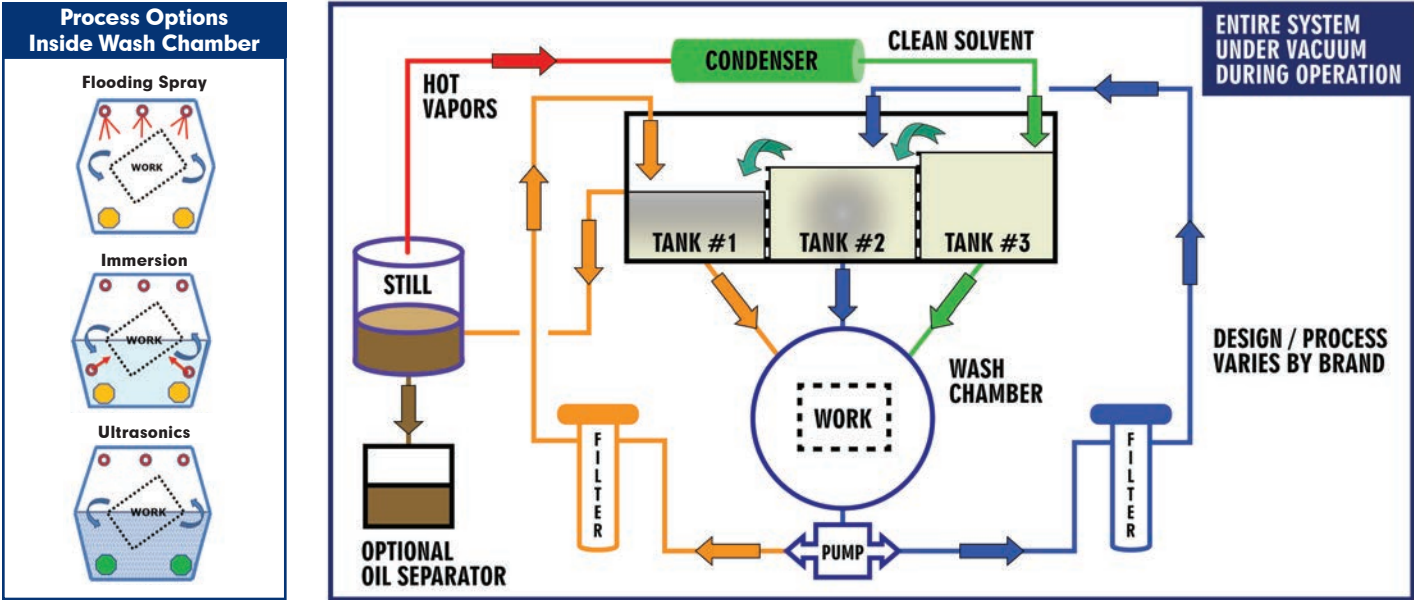 Process Options
Inside Wash Chamber
Flooding Spray
WORK
Immersion
WORK
Ultrasonics
WORK
ENTIRE SYSTEM
UNDER VACUUM
DURING OPERATION
CONDENSER
CLEAN SOLVENT
HOT
VAPORS
TANK #1
TANK #2
TANK #3
STILL
DESIGN / PROCESS
VARIES BY BRAND
WASH
CHAMBER
WORK
FILTER
FILTER
PUMP
OPTIONAL
OIL SEPARATOR